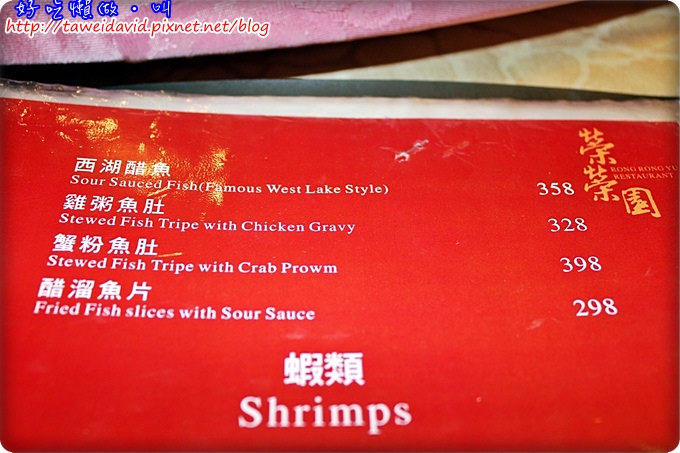 好吃懶做·叫
http://taweidavid.pixnet.net/blog
榮榮園
RONG RONG YU
RESTAURANT
西湖醋魚
Sour Sauced Fish(Famous West Lake Style) 358
雞粥魚肚
Stewed Fish Tripe with Chicken Gravy 328
蟹粉魚肚
Stewed Fish Tripe with Crab Prowm 398
醋溜魚片
Fried Fish slices with Sour Sauce 298
蝦類
Shrimps